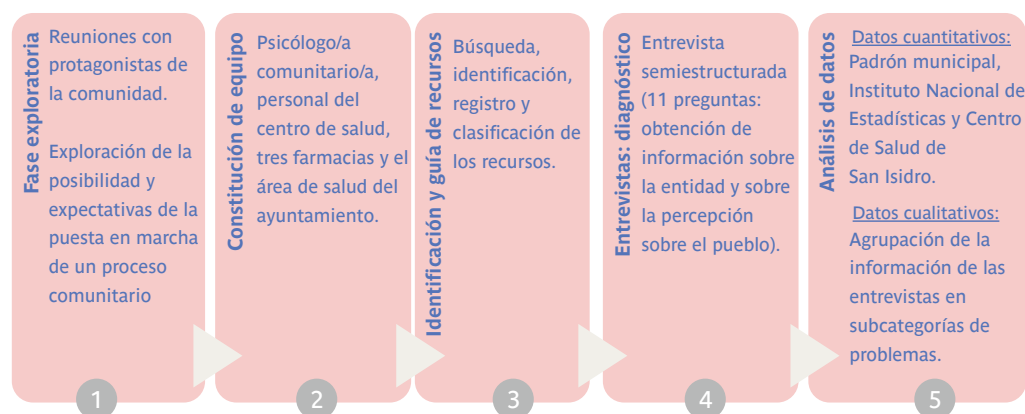 Fase exploratoria
Reuniones con
protagonistas de
la comunidad.
Exploración de la
posibilidad y
expectativas de la
puesta en marcha
de un proceso
comunitario
1
Constitución de equipo
Psicólogo/a
comunitario/a,
personal del
centro de salud,
tres farmacias y el
área de salud del
ayuntamiento.
2
Identificación y guía de recursos
Búsqueda,
identificación,
registro y
clasificación de
los recursos.
3
Entrevistas: diagnóstico
Entrevista
semiestructurada
(11 preguntas:
obtención de
información sobre
la entidad y sobre
la percepción
sobre el pueblo).
4
Análisis de datos
Datos cuantitativos:
Padrón municipal,
Instituto Nacional de
Estadísticas y Centro
de Salud de
San Isidro.
Datos cualitativos:
Agrupación de la
información de las
entrevistas en
subcategorías de
problemas.
5